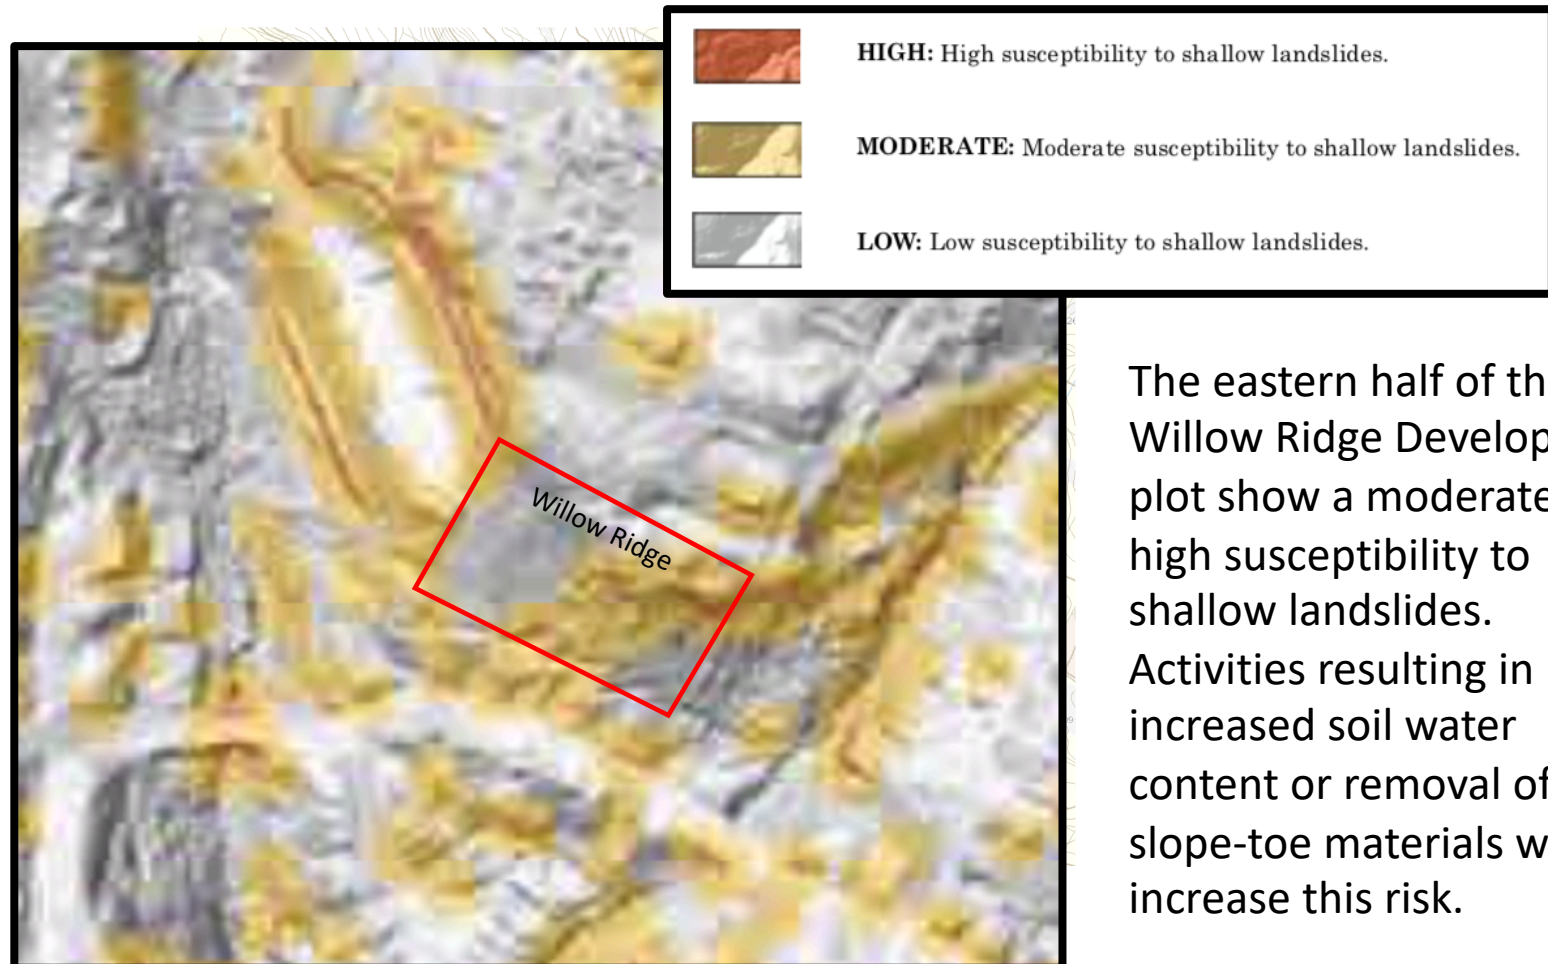 HIGH: High susceptibility to shallow landslides.
MODERATE: Moderate susceptibility to shallow landslides.
LOW: Low susceptibility to shallow landslides.
Willow Ridge
The eastern half of th
Willow Ridge Develop
plot show a moderate
high susceptibility to
shallow landslides.
Activities resulting in
increased soil water
content or removal of
slope-toe materials w
increase this risk.